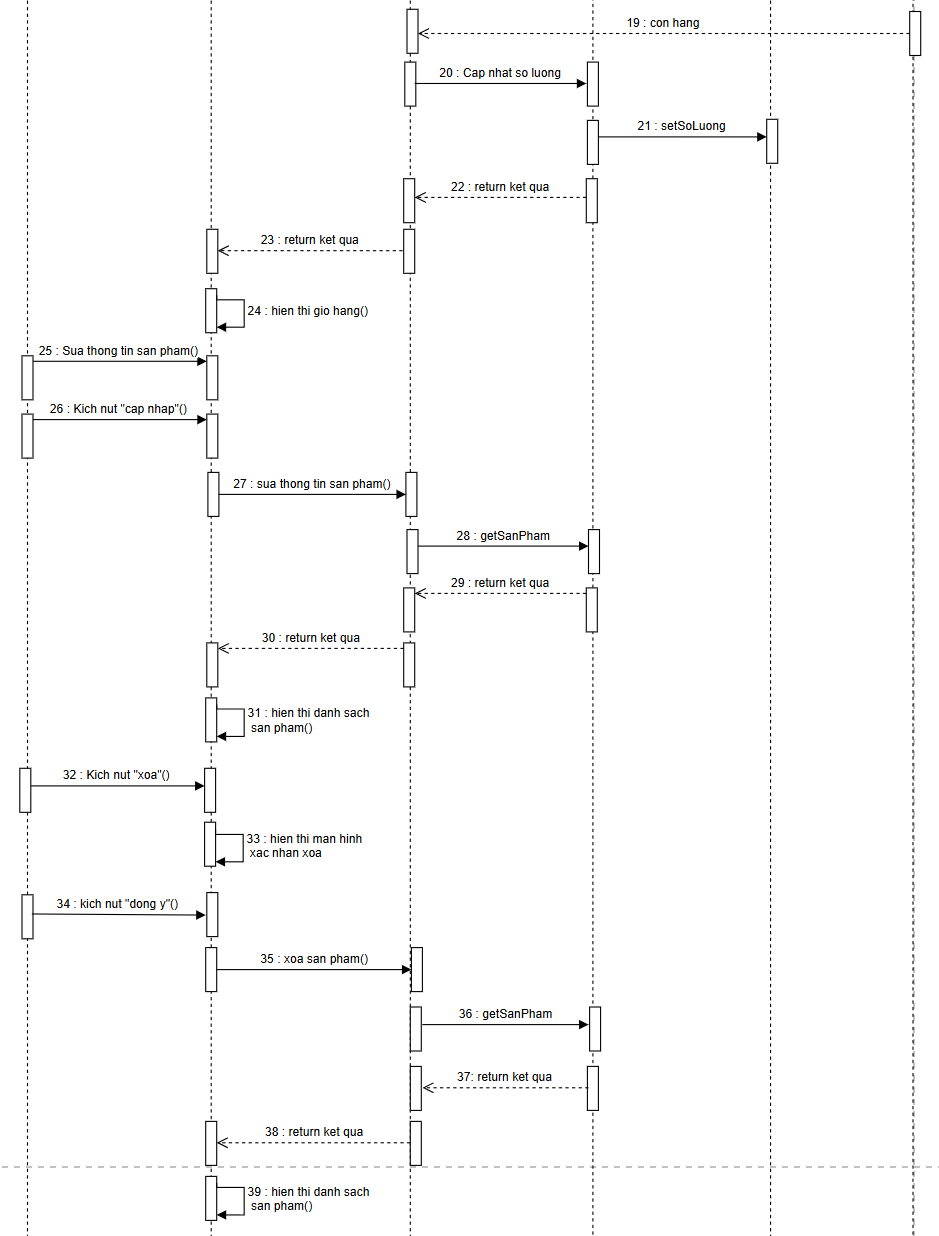 19 : con hang
20 : Cap nhat so luong
21 : setSoLuong
22 : return ket qua
23 : return ket qua
24 : hien thi gio hang()
25 : Sua thong tin san pham()
26 : Kich nut "cap nhap"()
27 : sua thong tin san pham()
28 : getSanPham
29 : return ket qua
30 : return ket qua
31 : hien thi danh sach
san pham()
32 : Kich nut "xoa"()
33 : hien thi man hinh
xac nhan xoa
34 : kich nut "dong y"()
35 : xoa san pham()
36 : getSanPham
37: return ket qua
38 : return ket qua
39 : hien thi danh sach
san pham()